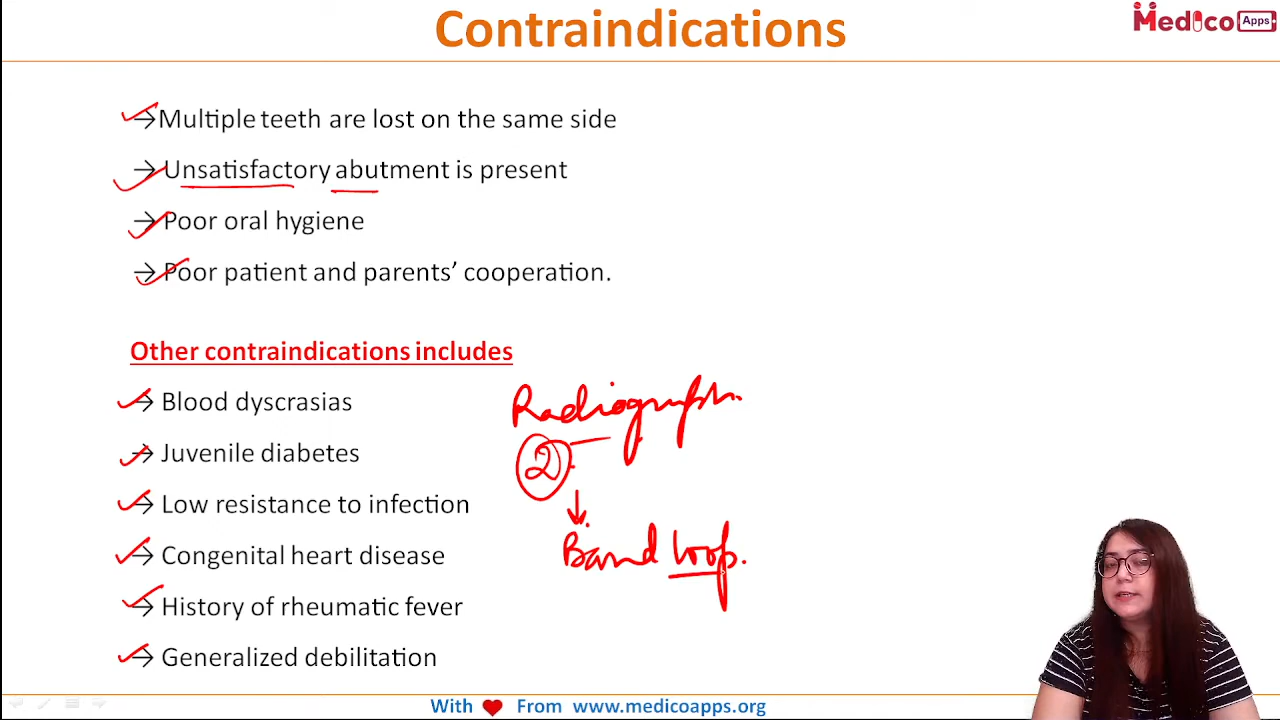 Contraindications
Medico Apps
→ Multiple teeth are lost on the same side
→ Unsatisfactory abutment is present
→ Poor oral hygiene
→ Poor patient and parents’ cooperation.
Other contraindications includes
→ Blood dyscrasias
Radiograph.
→ Juvenile diabetes
2
→ Low resistance to infection
→ Congenital heart disease
Band loop.
→ History of rheumatic fever
→ Generalized debilitation
With ❤ From www.medicoapps.org